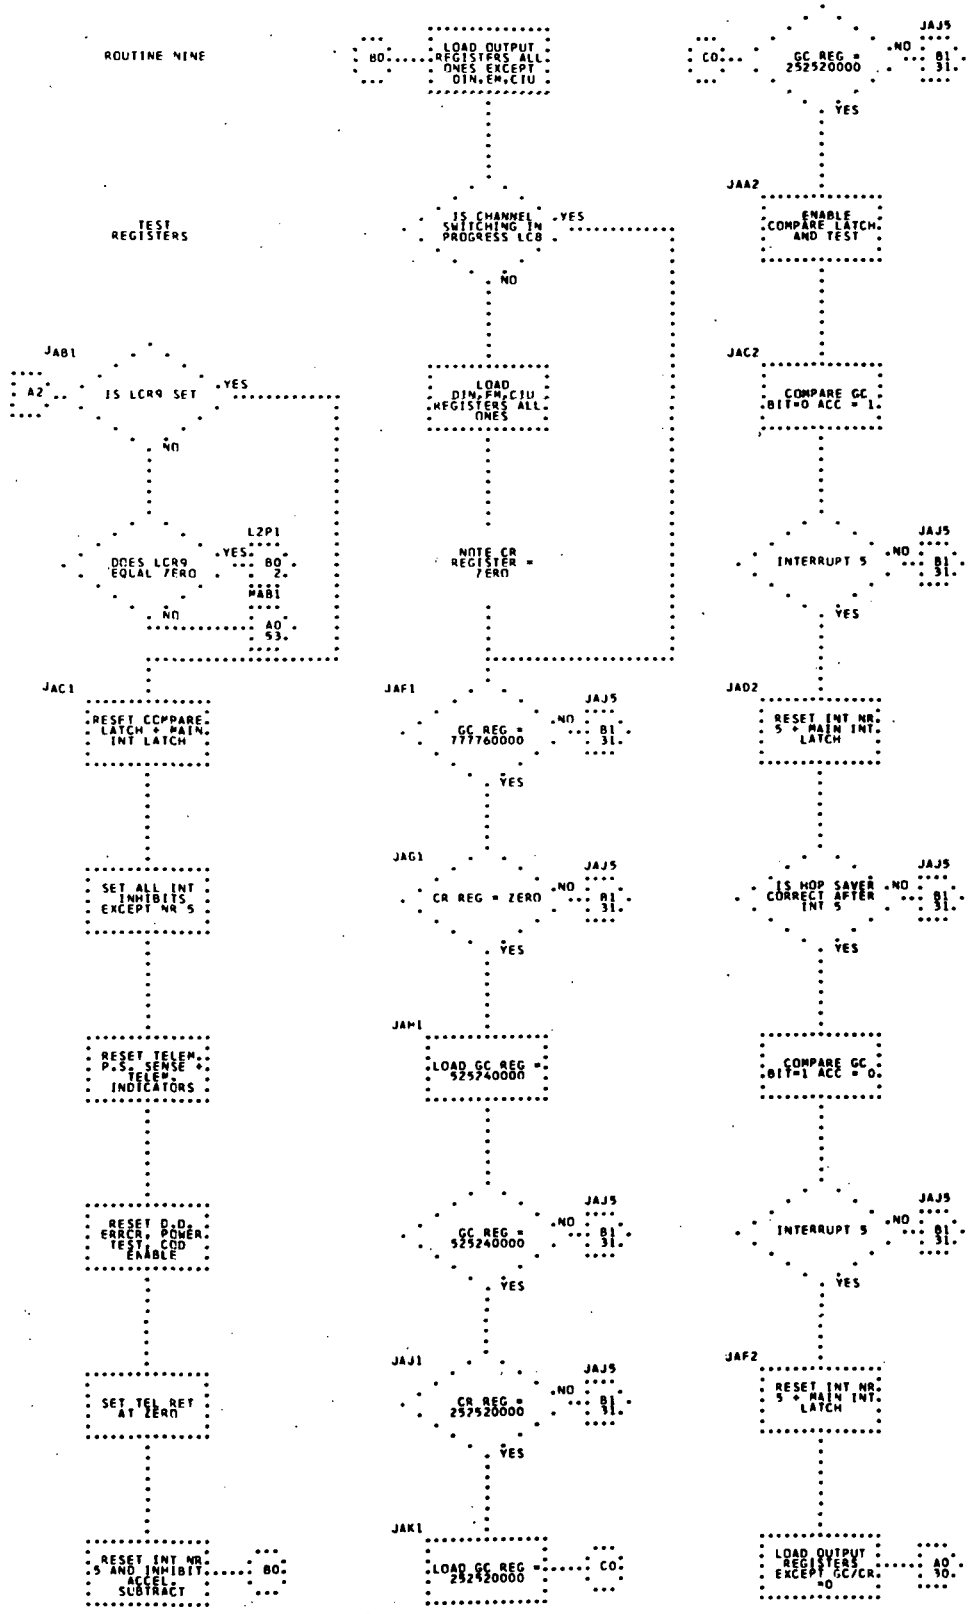 ROUTINE NINE
TEST
REGISTERS
JAB1
A2
IS LCR9 SET
YES
NO
DOES LCR9
EQUAL ZERO
YES
L2P1
B0
2
MAB1
NO
A0
53
JAC1
RESET COMPARE
LATCH + MAIN
INT LATCH
SET ALL INT
INHIBITS
EXCEPT NR 5
RESET TELEM.
P.S. SENSE +
TELEM.
INDICATORS
RESET D.D.
ERROR, POWER
TEST, COD
ENABLE
SET TEL RET
AT ZERO
RESET INT NR
5 AND INHIBIT
ACCEL.
SUBTRACT
B0
B0
LOAD OUTPUT
REGISTERS ALL
ONES EXCEPT
DIN,EM,CIU
IS CHANNEL
SWITCHING IN
PROGRESS LC8
YES
NO
LOAD
DIN,EM,CIU
REGISTERS ALL
ONES
NOTE CR
REGISTER =
ZERO
JAF1
GC REG =
777760000
NO
JAJ5
B1
31
YES
JAG1
CR REG = ZERO
NO
JAJ5
B1
31
YES
JAH1
LOAD GC REG =
525240000
GC REG =
525240000
NO
JAJ5
B1
31
YES
JAJ1
CR REG =
252520000
NO
JAJ5
B1
31
YES
JAK1
LOAD GC REG =
252520000
C0
C0
GC REG =
252520000
NO
JAJ5
B1
31
YES
JAA2
ENABLE
COMPARE LATCH
AND TEST
JAC2
COMPARE GC
BIT=0 ACC = 1
INTERRUPT 5
NO
JAJ5
B1
31
YES
JAD2
RESET INT NR
5 + MAIN INT
LATCH
IS HOP SAVER
CORRECT AFTER
INT 5
NO
JAJ5
B1
31
YES
COMPARE GC
BIT=1 ACC = 0
INTERRUPT 5
NO
JAJ5
B1
31
YES
JAF2
RESET INT NR
5 + MAIN INT
LATCH
LOAD OUTPUT
REGISTERS
EXCEPT GC/CR
=0
A0
30